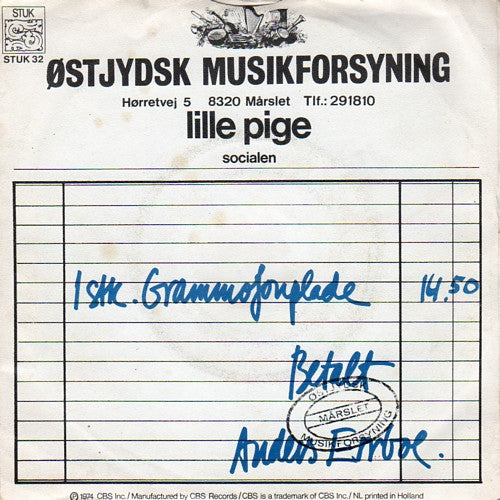 STUK
STUK 32
ØSTJYDSK MUSIKFORSYNING
Hørretvej 5 8320 Mårslet Tlf.: 291810
lille pige
socialen
1 stk. Grammofonplade 14.50
Betalt
ØSTJYDSK
MÅRSLET
MUSIKFORSYNING
Anders
℗ 1974 CBS Inc./Manufactured by CBS Records/CBS is a trademark of CBS Inc./NL printed in Holland